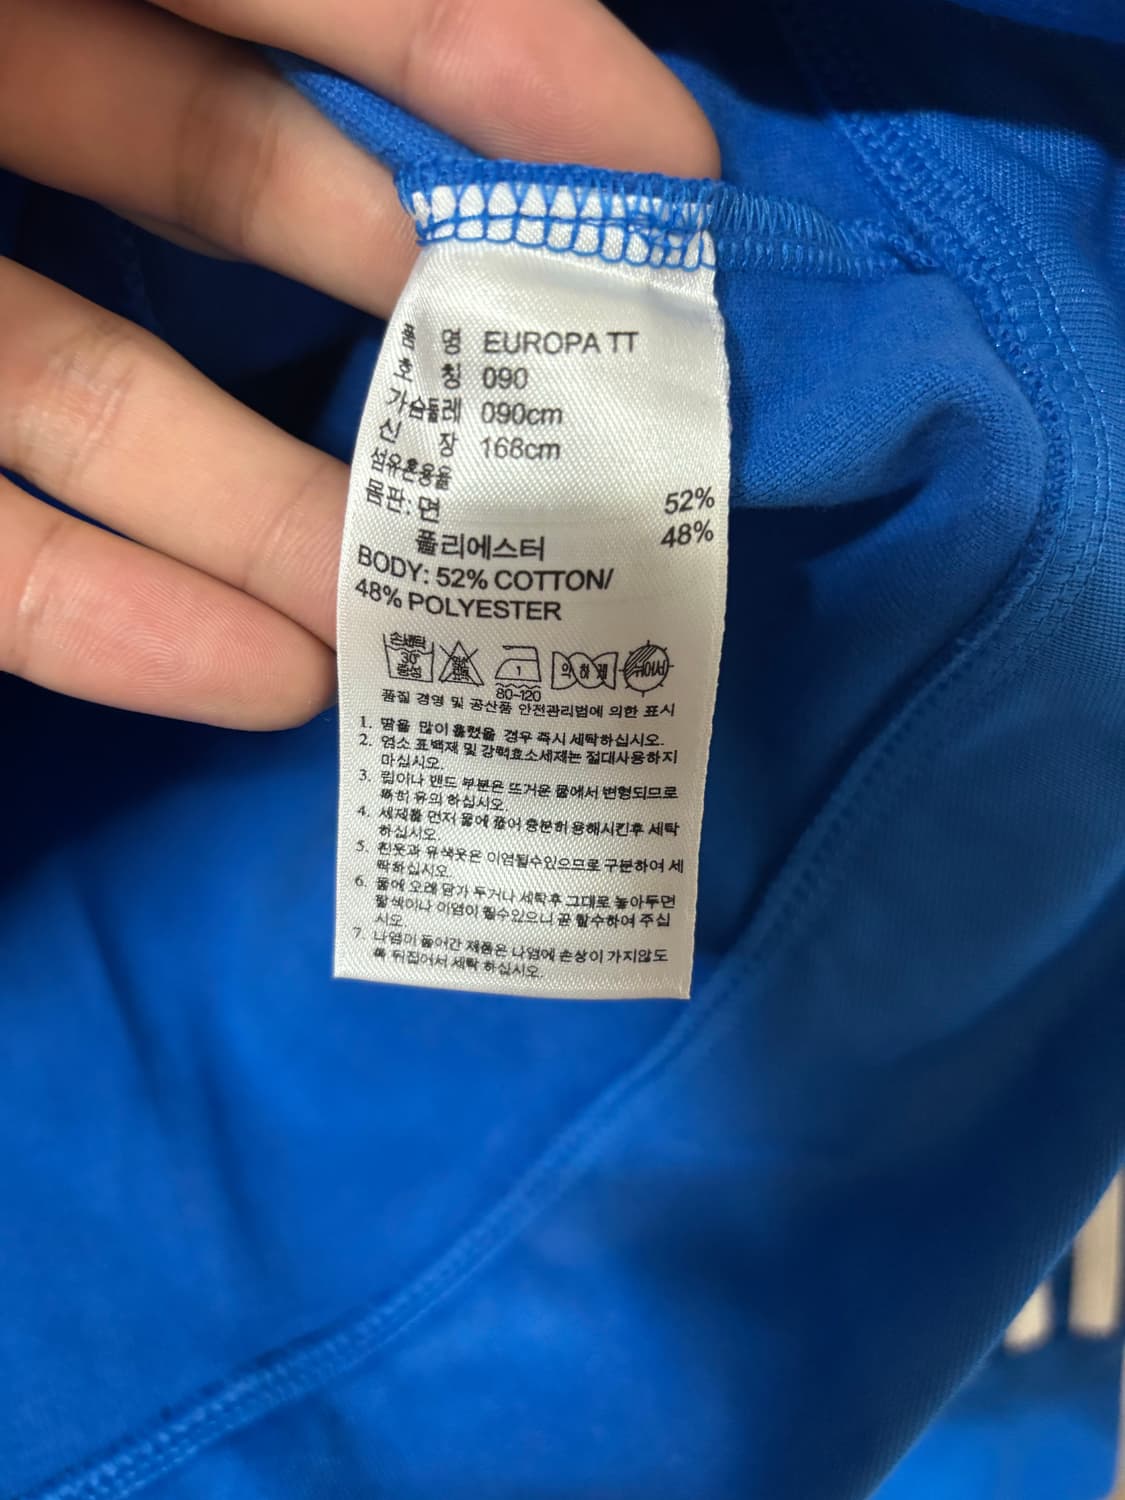 품 명 EUROPA TT
호 칭 090
가슴둘레 090cm
신 장 168cm
섬유혼용율
몸판: 면 52%
폴리에스터 48%
BODY: 52% COTTON/
48% POLYESTER
손세탁
30
중성
1
80-120
약하게
뉘어서
품질 경영 및 공산품 안전관리법에 의한 표시
1. 땀을 많이 흘렸을 경우 즉시 세탁하십시오.
2. 염소 표백제 및 강력효소세제는 절대사용하지
마십시오.
3. 립이나 밴드 부분은 뜨거운 물에서 변형되므로
특히 유의 하십시오.
4. 세제를 먼저 물에 풀어 충분히 용해시킨후 세탁
하십시오.
5. 흰옷과 유색옷은 이염될수있으므로 구분하여 세
탁하십시오.
6. 물에 오래 담가 두거나 세탁후 그대로 놓아두면
탈색이나 이염이 될수있으니 곧 탈수하여 주십
시오.
7. 나염이 들어간 제품은 나염에 손상이 가지않도
록 뒤집어서 세탁 하십시오.